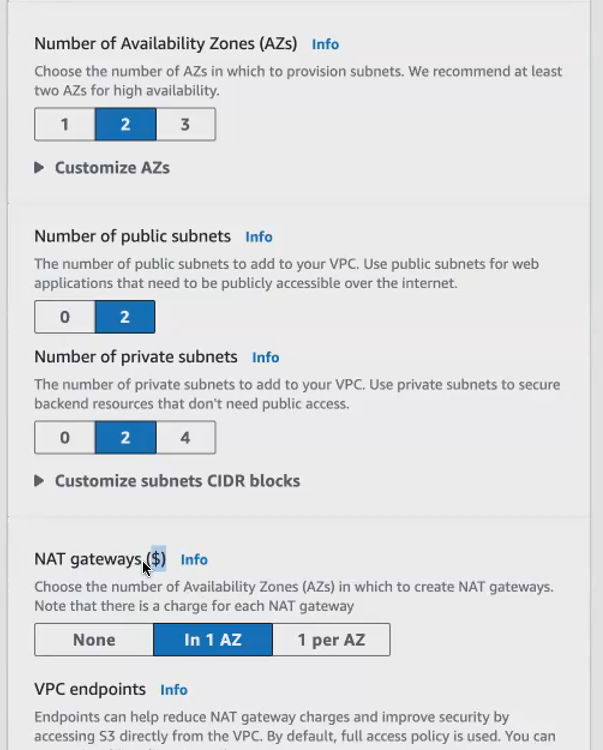 Number of Availability Zones (AZs) Info
Choose the number of AZs in which to provision subnets. We recommend at least
two AZs for high availability.
1 2 3
Customize AZs
Number of public subnets Info
The number of public subnets to add to your VPC. Use public subnets for web
applications that need to be publicly accessible over the internet.
0 2
Number of private subnets Info
The number of private subnets to add to your VPC. Use private subnets to secure
backend resources that don't need public access.
0 2 4
Customize subnets CIDR blocks
NAT gateways ($) Info
Choose the number of Availability Zones (AZs) in which to create NAT gateways.
Note that there is a charge for each NAT gateway
None In 1 AZ 1 per AZ
VPC endpoints Info
Endpoints can help reduce NAT gateway charges and improve security by
accessing S3 directly from the VPC. By default, full access policy is used. You can